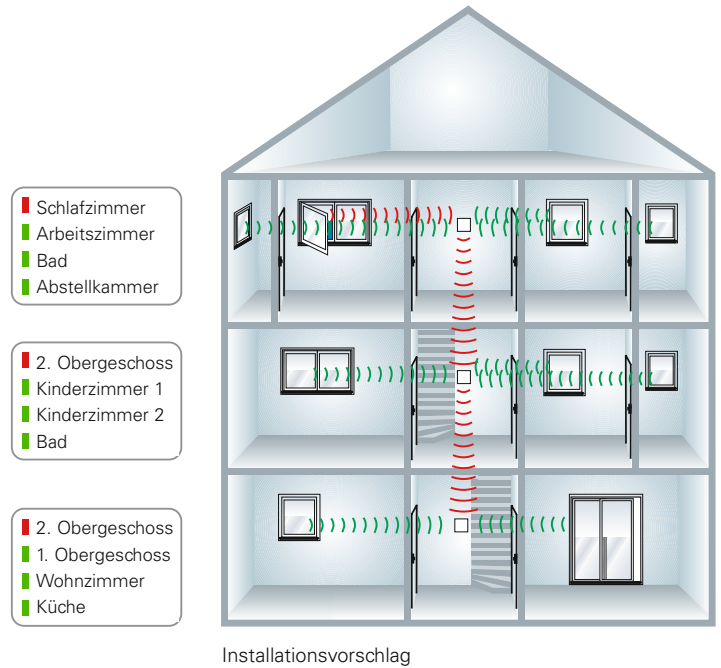 Schlafzimmer
Arbeitszimmer
Bad
Abstellkammer
2. Obergeschoss
Kinderzimmer 1
Kinderzimmer 2
Bad
2. Obergeschoss
1. Obergeschoss
Wohnzimmer
Küche
Installationsvorschlag